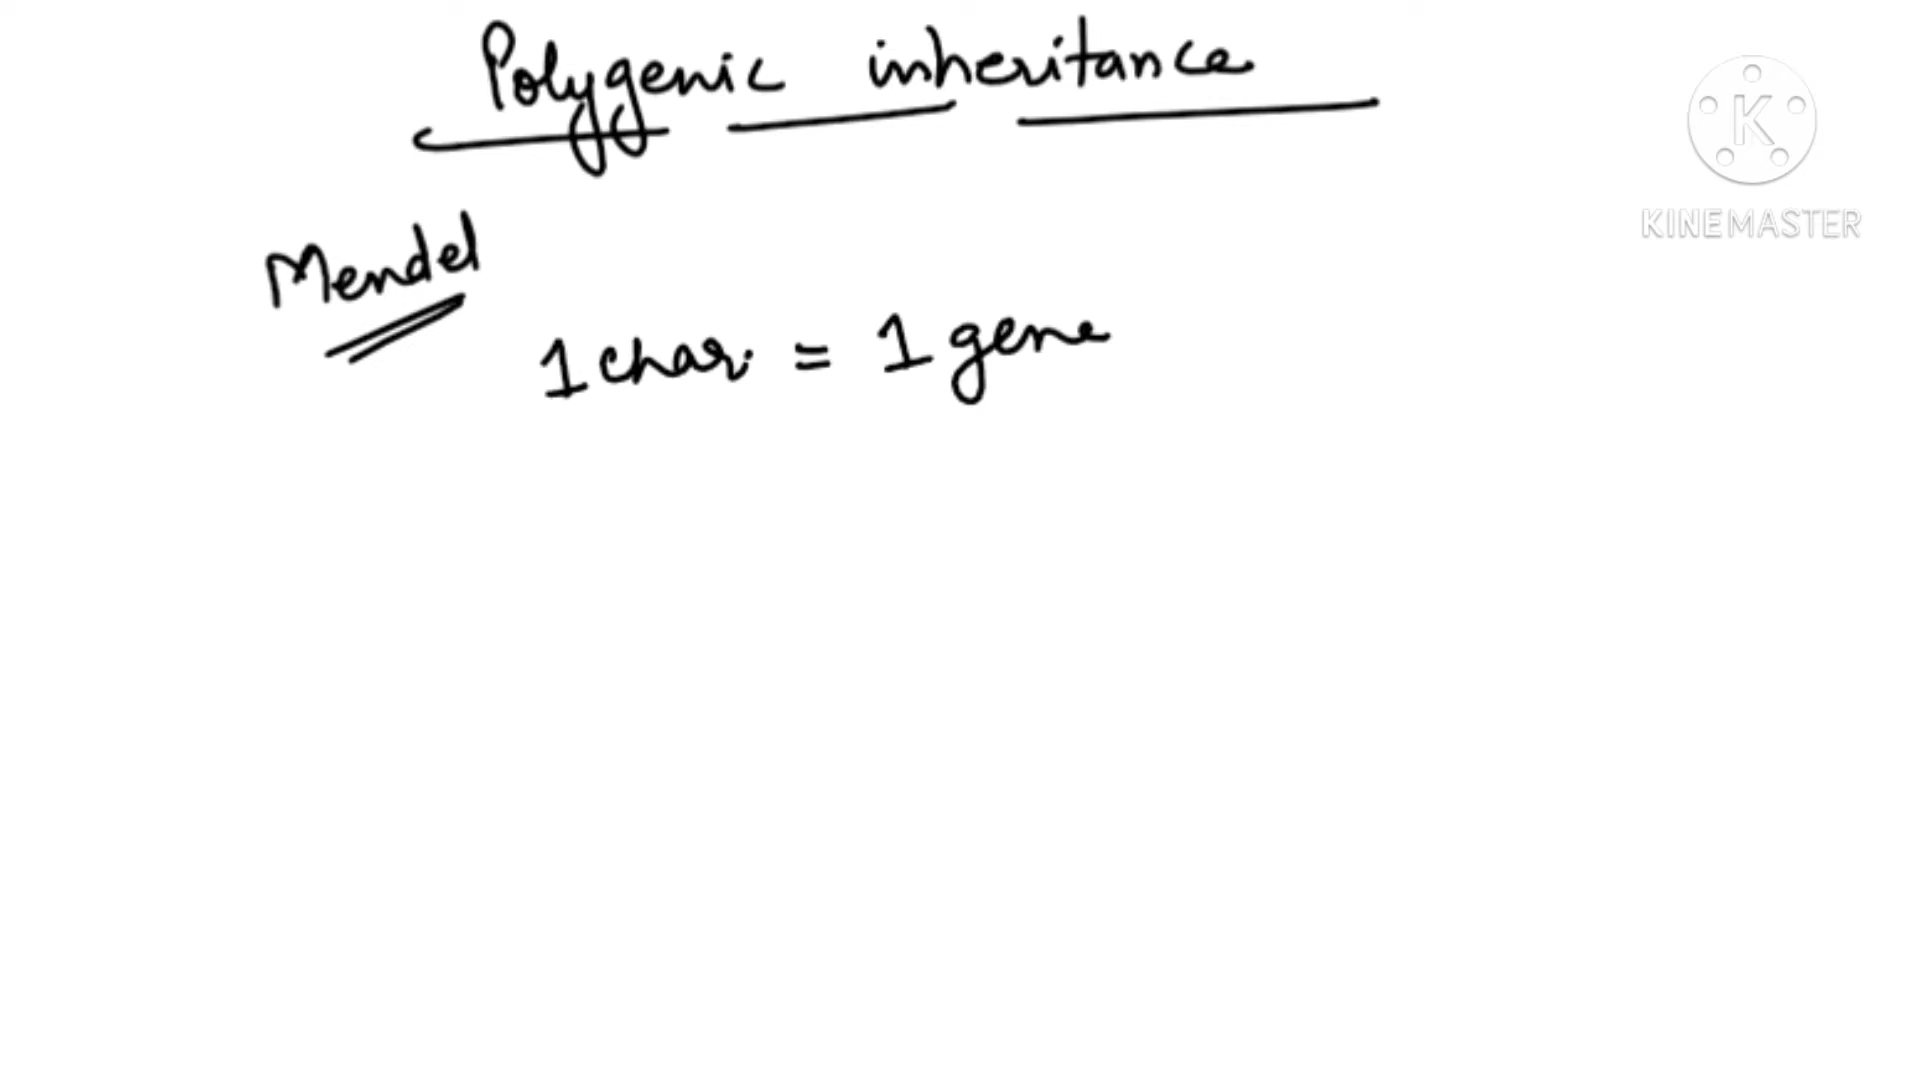 Polygenic inheritance
K
KINEMASTER
Mendel
1 char. = 1 gene